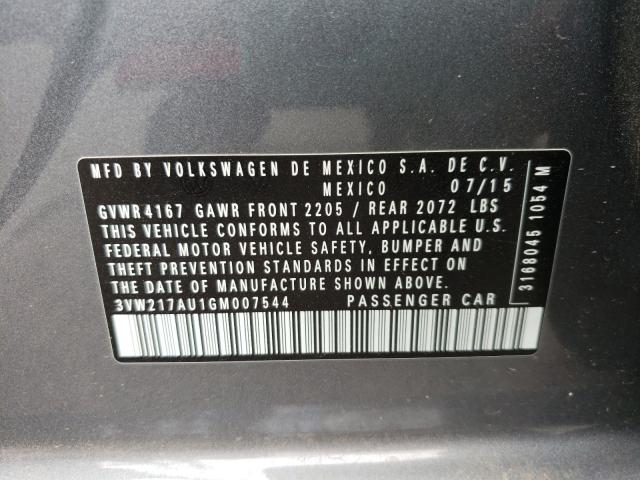 MFD BY VOLKSWAGEN DE MEXICO S.A. DE C.V.
MEXICO 07/15
GVWR 4167 GAWR FRONT 2205 / REAR 2072 LBS
THIS VEHICLE CONFORMS TO ALL APPLICABLE U.S.
FEDERAL MOTOR VEHICLE SAFETY, BUMPER AND
THEFT PREVENTION STANDARDS IN EFFECT ON
THE DATE OF MANUFACTURE SHOWN ABOVE.
3VW217AU1GM007544 PASSENGER CAR
3168045 1054 M